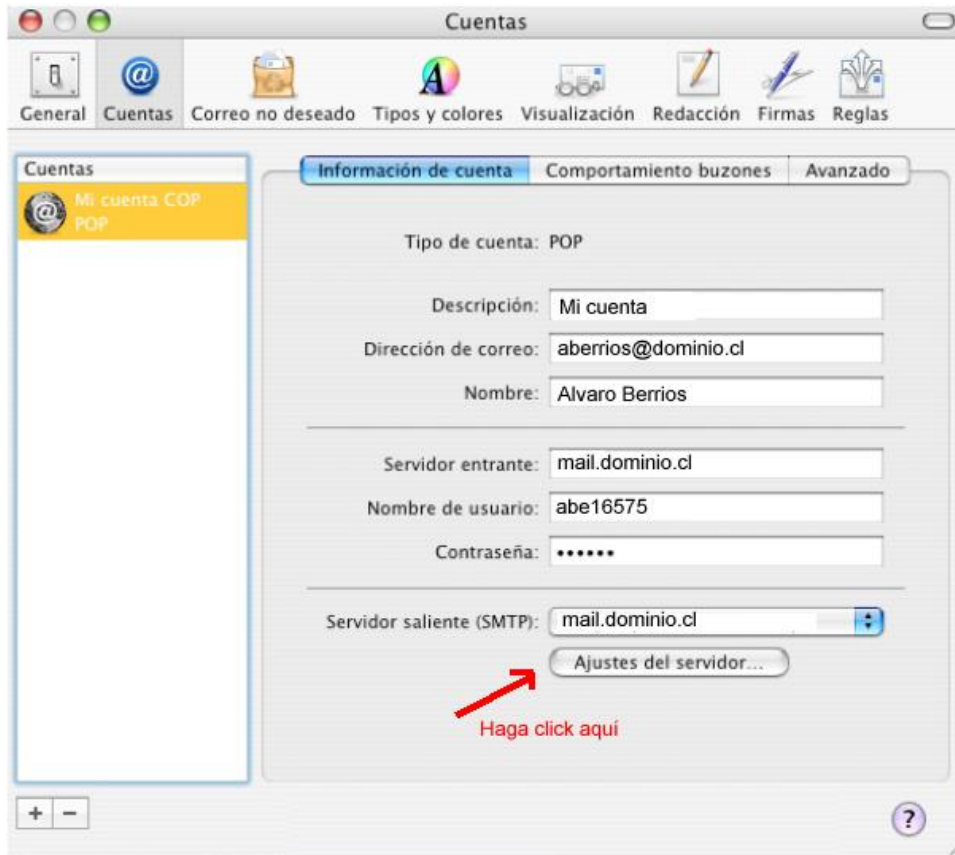 Cuentas
General Cuentas Correo no deseado Tipos y colores Visualización Redacción Firmas Reglas
Cuentas
Mi cuenta COP
POP
Información de cuenta Comportamiento buzones Avanzado
Tipo de cuenta: POP
Descripción: Mi cuenta
Dirección de correo: aberrios@dominio.cl
Nombre: Alvaro Berrios
Servidor entrante: mail.dominio.cl
Nombre de usuario: abe16575
Contraseña: ••••••
Servidor saliente (SMTP): mail.dominio.cl
Ajustes del servidor...
Haga click aquí
+ − ?